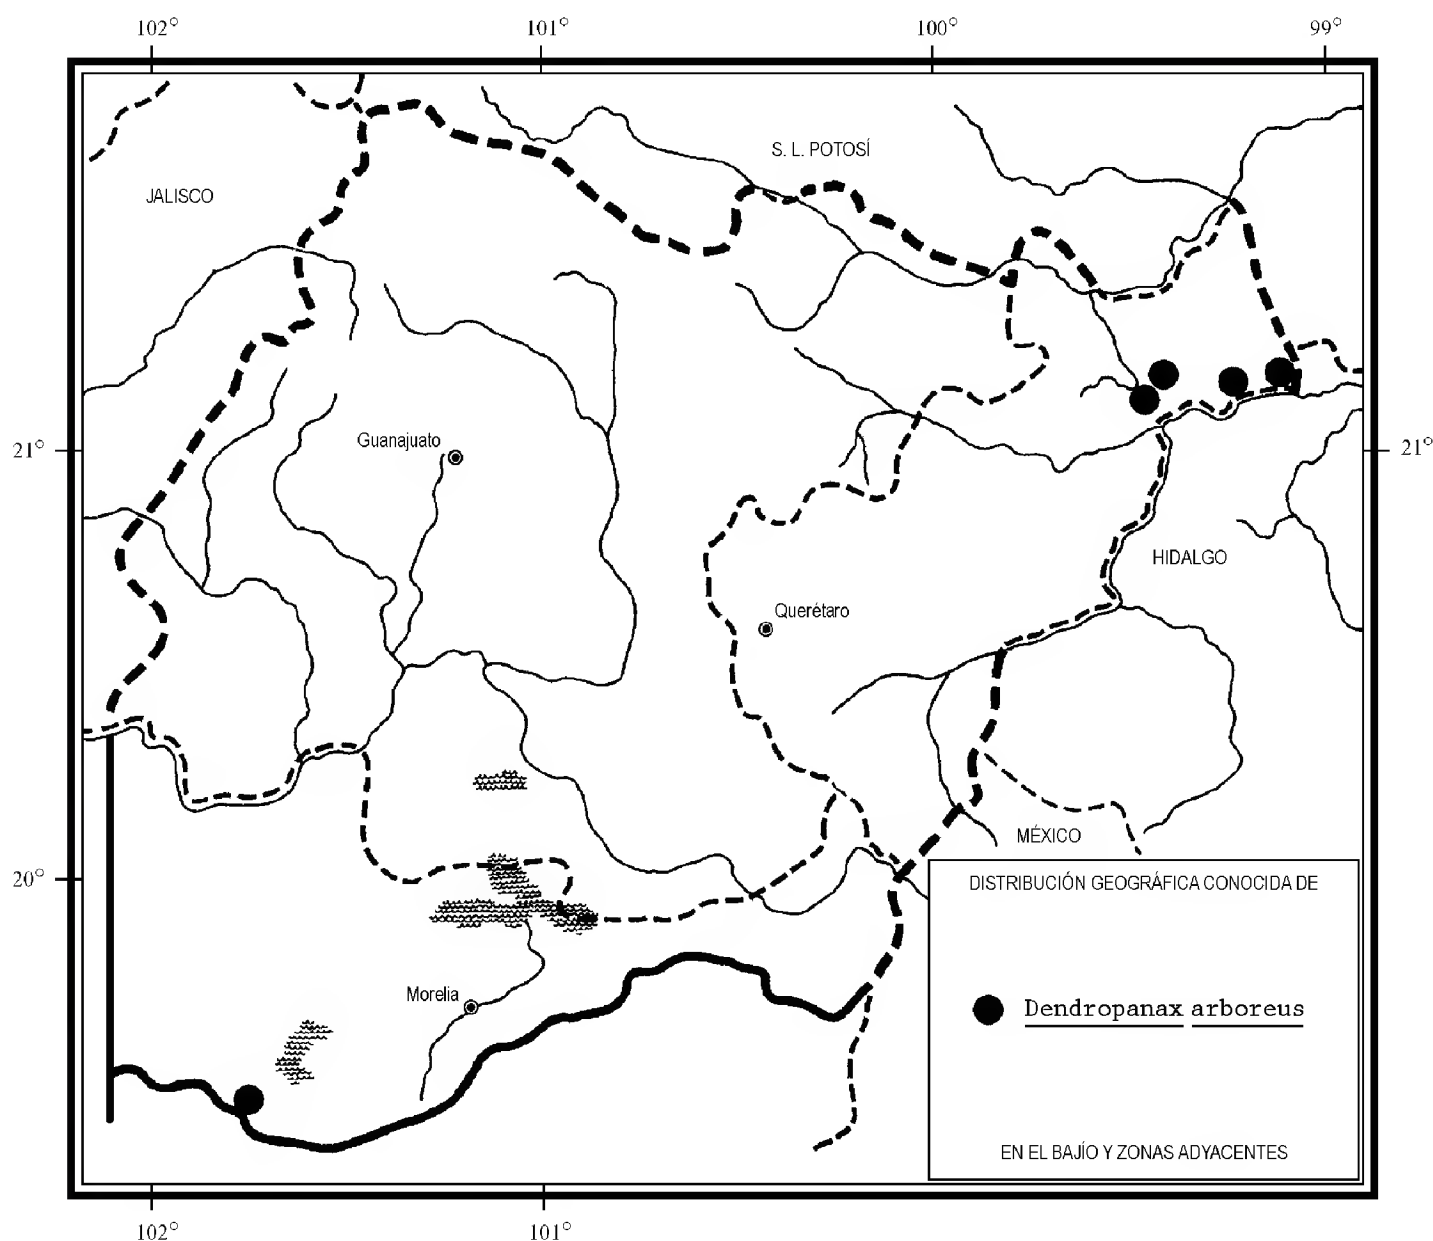 102° 101° 100° 99°
S. L. POTOSÍ
JALISCO
Guanajuato
21° 21°
HIDALGO
Querétaro
MÉXICO
20°
DISTRIBUCIÓN GEOGRÁFICA CONOCIDA DE
Morelia
Dendropanax arboreus
EN EL BAJÍO Y ZONAS ADYACENTES
102° 101°